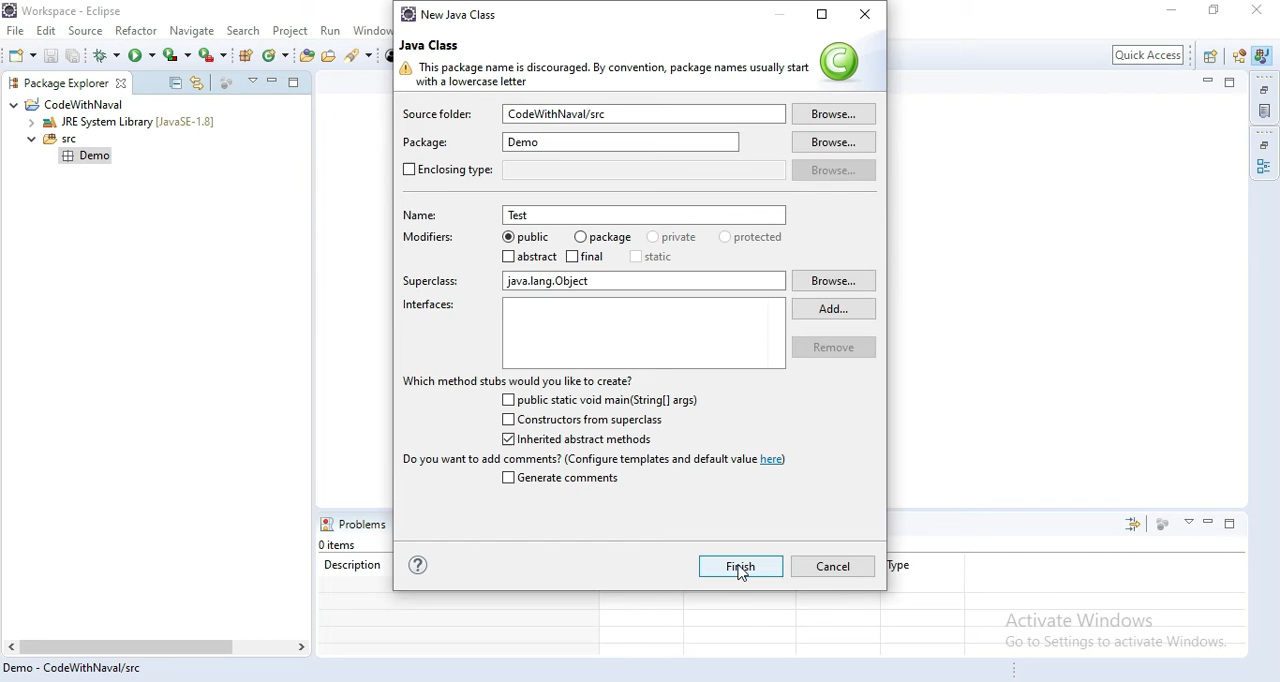 Workspace - Eclipse
File Edit Source Refactor Navigate Search Project Run Window
Quick Access
Package Explorer
CodeWithNaval
JRE System Library [JavaSE-1.8]
src
Demo
New Java Class
Java Class
This package name is discouraged. By convention, package names usually start
with a lowercase letter
C
Source folder: CodeWithNaval/src Browse...
Package: Demo Browse...
Enclosing type: Browse...
Name: Test
Modifiers: public package private protected
abstract final static
Superclass: java.lang.Object Browse...
Interfaces: Add...
Remove
Which method stubs would you like to create?
public static void main(String[] args)
Constructors from superclass
Inherited abstract methods
Do you want to add comments? (Configure templates and default value here)
Generate comments
? Finish Cancel
Problems
0 items
Description Type
Activate Windows
Go to Settings to activate Windows.
Demo - CodeWithNaval/src